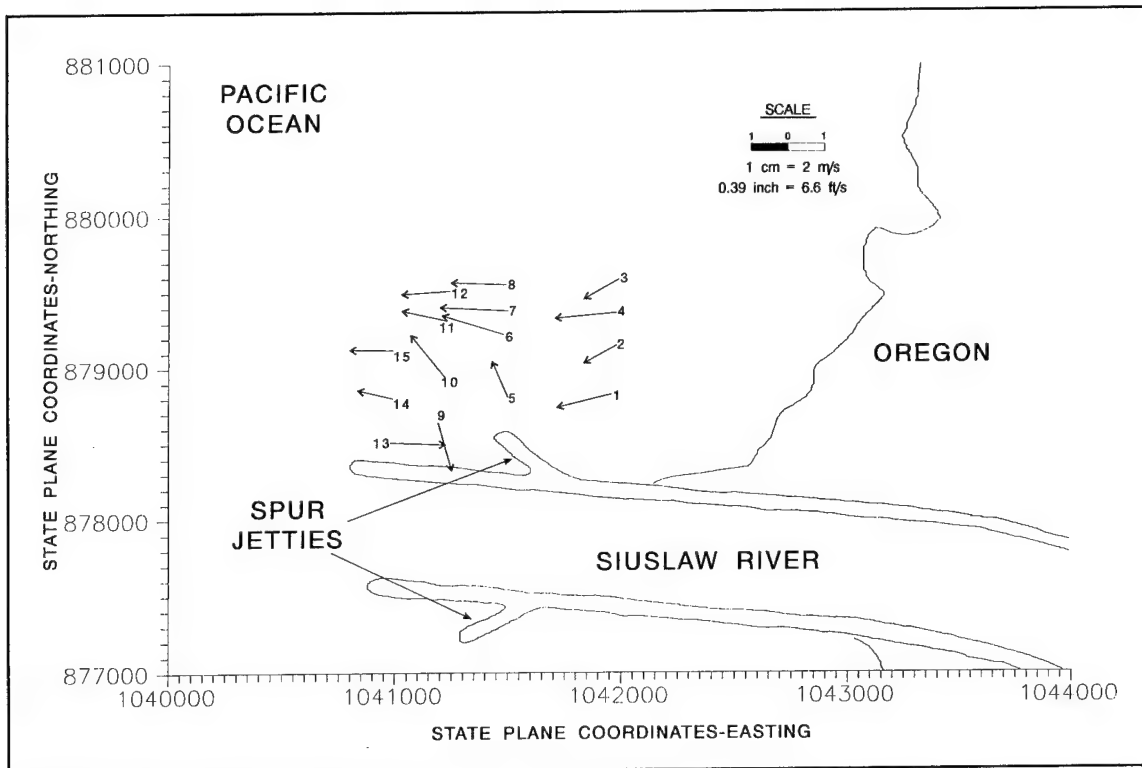 881000
880000
879000
878000
877000
STATE PLANE COORDINATES-NORTHING
PACIFIC
OCEAN
SCALE
1 0 1
1 cm = 2 m/s
0.39 inch = 6.6 ft/s
8
3
12
7
4
11
6
15
2
10
5
1
14
9
13
OREGON
SPUR
JETTIES
SIUSLAW RIVER
1040000 1041000 1042000 1043000 1044000
STATE PLANE COORDINATES-EASTING